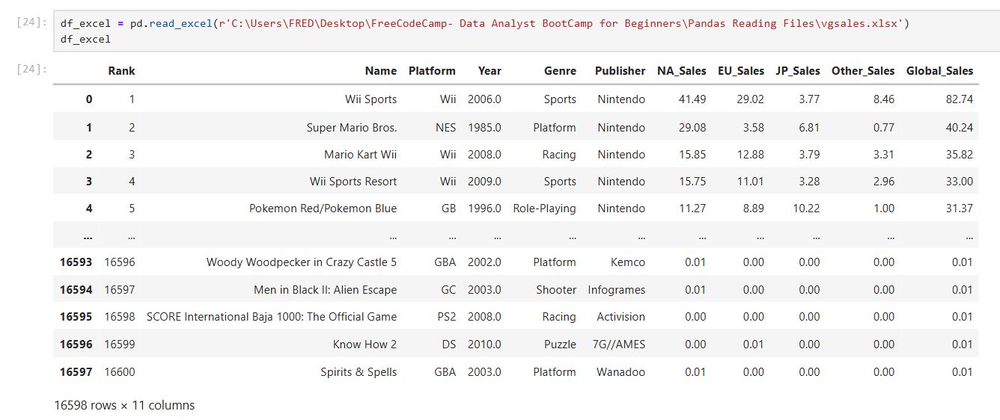 [24]: df_excel = pd.read_excel(r'C:\Users\FRED\Desktop\FreeCodeCamp- Data Analyst BootCamp for Beginners\Pandas Reading Files\vgsales.xlsx')
df_excel
[24]: Rank Name Platform Year Genre Publisher NA_Sales EU_Sales JP_Sales Other_Sales Global_Sales
0 1 Wii Sports Wii 2006.0 Sports Nintendo 41.49 29.02 3.77 8.46 82.74
1 2 Super Mario Bros. NES 1985.0 Platform Nintendo 29.08 3.58 6.81 0.77 40.24
2 3 Mario Kart Wii Wii 2008.0 Racing Nintendo 15.85 12.88 3.79 3.31 35.82
3 4 Wii Sports Resort Wii 2009.0 Sports Nintendo 15.75 11.01 3.28 2.96 33.00
4 5 Pokemon Red/Pokemon Blue GB 1996.0 Role-Playing Nintendo 11.27 8.89 10.22 1.00 31.37
... ... ... ... ... ... ... ... ... ... ... ...
16593 16596 Woody Woodpecker in Crazy Castle 5 GBA 2002.0 Platform Kemco 0.01 0.00 0.00 0.00 0.01
16594 16597 Men in Black II: Alien Escape GC 2003.0 Shooter Infogrames 0.01 0.00 0.00 0.00 0.01
16595 16598 SCORE International Baja 1000: The Official Game PS2 2008.0 Racing Activision 0.00 0.00 0.00 0.00 0.01
16596 16599 Know How 2 DS 2010.0 Puzzle 7G//AMES 0.00 0.01 0.00 0.00 0.01
16597 16600 Spirits & Spells GBA 2003.0 Platform Wanadoo 0.01 0.00 0.00 0.00 0.01
16598 rows × 11 columns